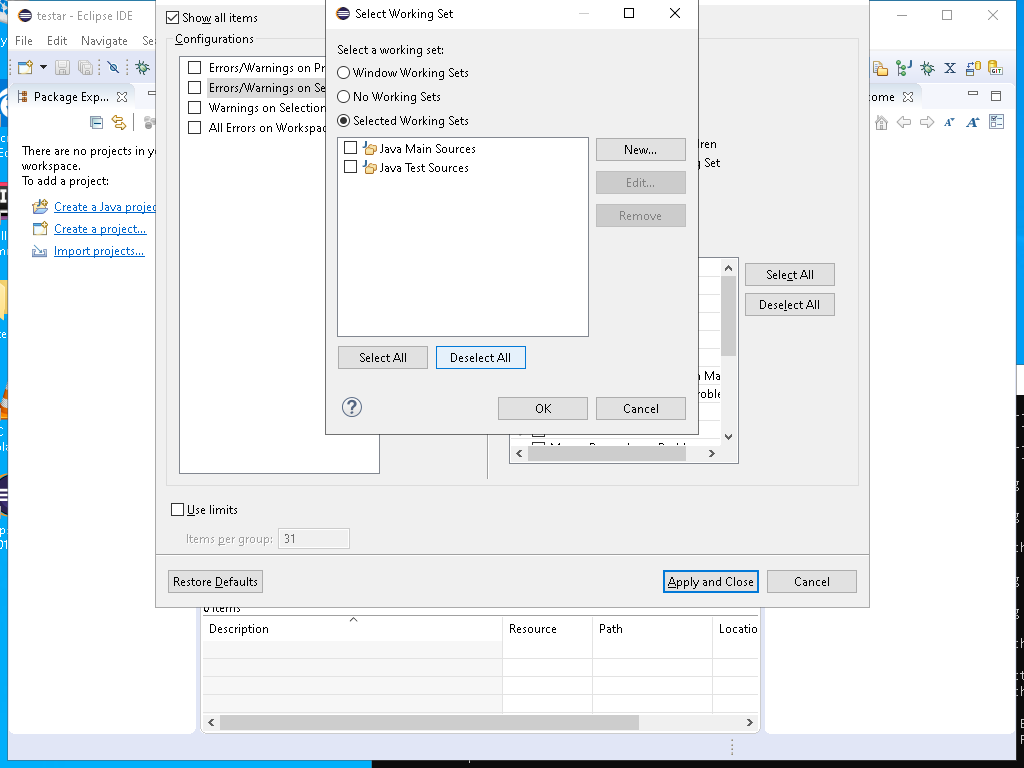 testar - Eclipse IDE
File Edit Navigate Se
Package Exp...
There are no projects in yo
workspace.
To add a project:
Create a Java projec
Create a project...
Import projects...
Show all items
Configurations
Errors/Warnings on Pr
Errors/Warnings on Se
Warnings on Selection
All Errors on Workspac
Use limits
Items per group: 31
Restore Defaults
Apply and Close
Cancel
Select Working Set
Select a working set:
Window Working Sets
No Working Sets
Selected Working Sets
Java Main Sources
Java Test Sources
New...
Edit...
Remove
Select All
Deselect All
OK
Cancel
Set
Select All
Deselect All
Ma
roble
ome
0 items
Description Resource Path Locatio